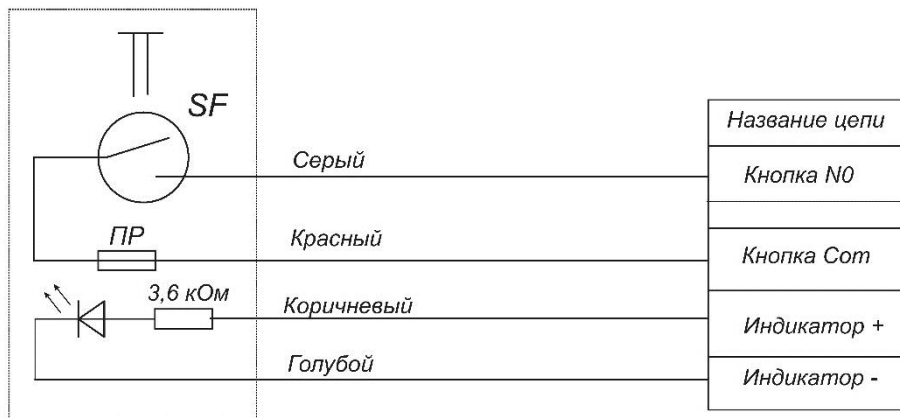 SF
Название цепи
Серый
Кнопка N0
ПР
Красный
Кнопка Com
3,6 кОм
Коричневый
Индикатор +
Голубой
Индикатор -